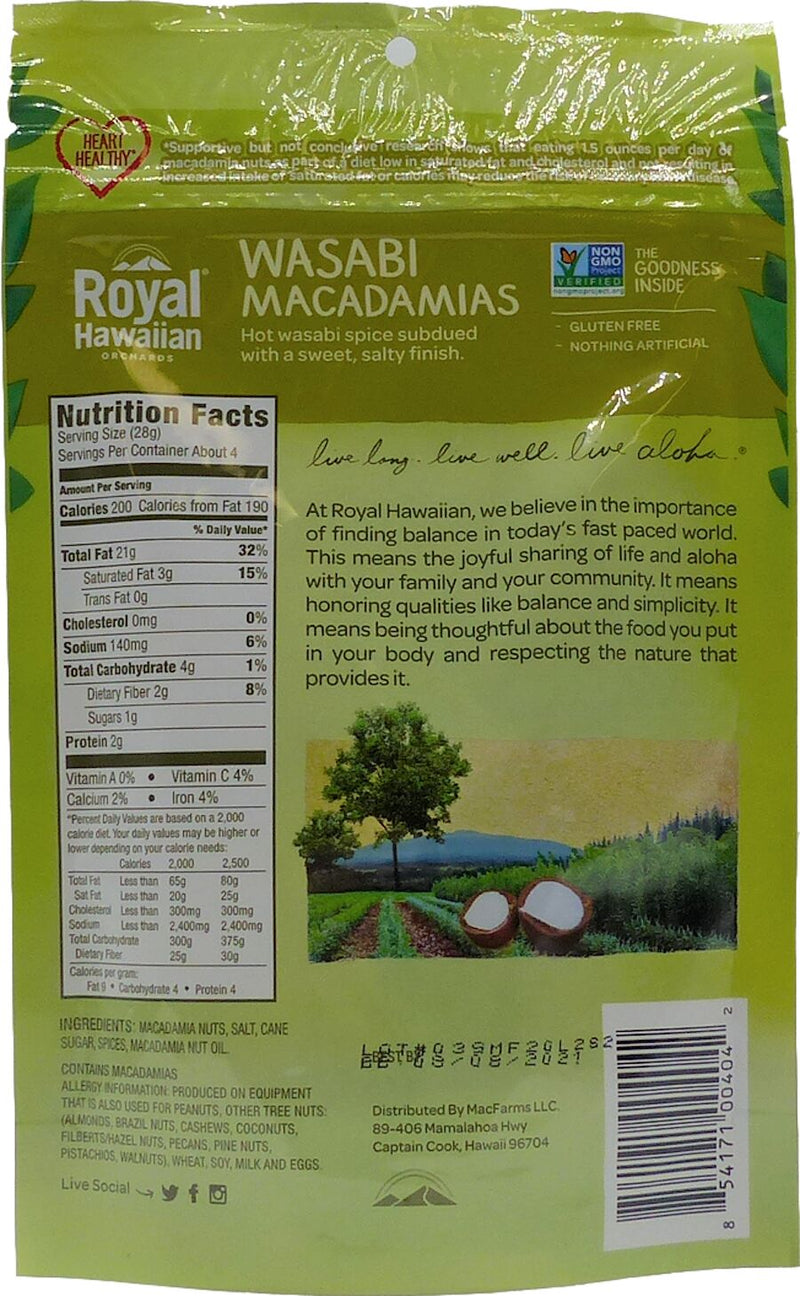 HEART
HEALTHY*
*Supportive but not conclusive research shows that eating 1.5 ounces per day of
macadamia nuts as part of a diet low in saturated fat and cholesterol and not resulting in
increased intake of saturated fat or calories may reduce the risk of disease
Royal
Hawaiian
ORCHARDS
WASABI
MACADAMIAS
Hot wasabi spice subdued
with a sweet, salty finish.
NON
GMO
Project
VERIFIED
nongmoproject.org
THE
GOODNESS
INSIDE
- GLUTEN FREE
- NOTHING ARTIFICIAL
Nutrition Facts
Serving Size (28g)
Servings Per Container About 4
Amount Per Serving
Calories 200 Calories from Fat 190
% Daily Value*
Total Fat 21g 32%
Saturated Fat 3g 15%
Trans Fat 0g
Cholesterol 0mg 0%
Sodium 140mg 6%
Total Carbohydrate 4g 1%
Dietary Fiber 2g 8%
Sugars 1g
Protein 2g
Vitamin A 0% • Vitamin C 4%
Calcium 2% • Iron 4%
*Percent Daily Values are based on a 2,000
calorie diet. Your daily values may be higher or
lower depending on your calorie needs:
Calories 2,000 2,500
Total Fat Less than 65g 80g
Sat Fat Less than 20g 25g
Cholesterol Less than 300mg 300mg
Sodium Less than 2,400mg 2,400mg
Total Carbohydrate 300g 375g
Dietary Fiber 25g 30g
Calories per gram:
Fat 9 • Carbohydrate 4 • Protein 4
live long. live well. live aloha.®
At Royal Hawaiian, we believe in the importance
of finding balance in today's fast paced world.
This means the joyful sharing of life and aloha
with your family and your community. It means
honoring qualities like balance and simplicity. It
means being thoughtful about the food you put
in your body and respecting the nature that
provides it.
INGREDIENTS: MACADAMIA NUTS, SALT, CANE
SUGAR, SPICES, MACADAMIA NUT OIL.
CONTAINS MACADAMIAS
ALLERGY INFORMATION: PRODUCED ON EQUIPMENT
THAT IS ALSO USED FOR PEANUTS, OTHER TREE NUTS:
(ALMONDS, BRAZIL NUTS, CASHEWS, COCONUTS,
FILBERTS/HAZEL NUTS, PECANS, PINE NUTS,
PISTACHIOS, WALNUTS), WHEAT, SOY, MILK AND EGGS.
Live Social
LOT#
Distributed By MacFarms LLC.
89-406 Mamalahoa Hwy
Captain Cook, Hawaii 96704
8 54171 00404 2